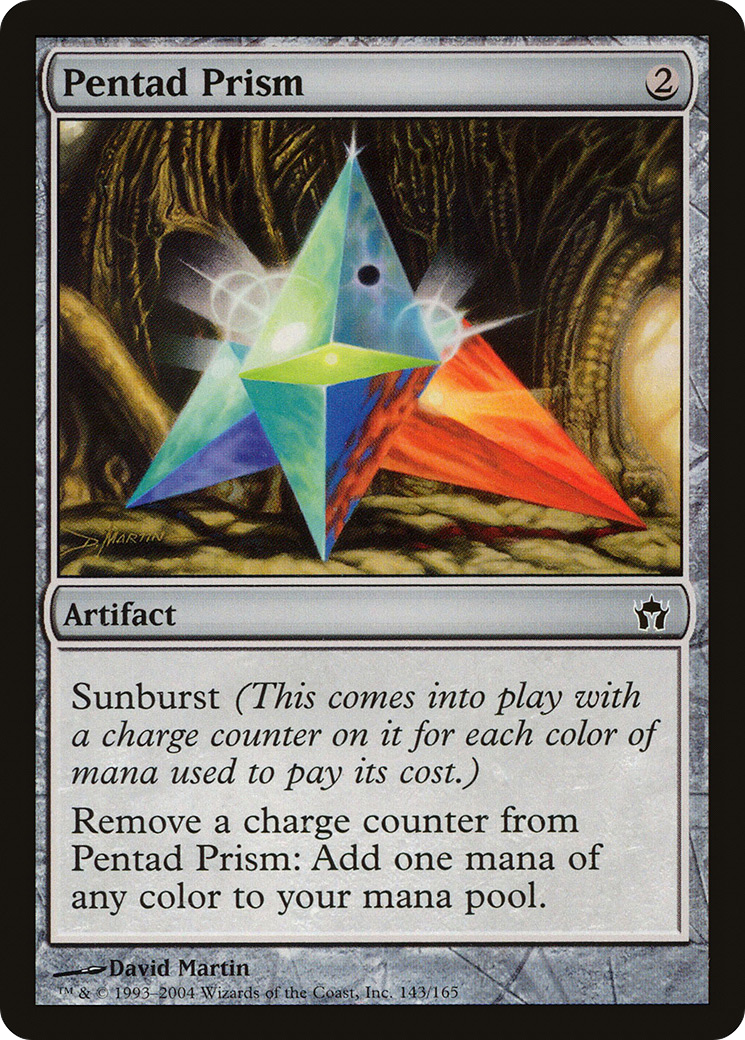 Pentad Prism
2
D. MARTIN
Artifact
Sunburst (This comes into play with
a charge counter on it for each color of
mana used to pay its cost.)
Remove a charge counter from
Pentad Prism: Add one mana of
any color to your mana pool.
David Martin
™ & © 1993–2004 Wizards of the Coast, Inc. 143/165